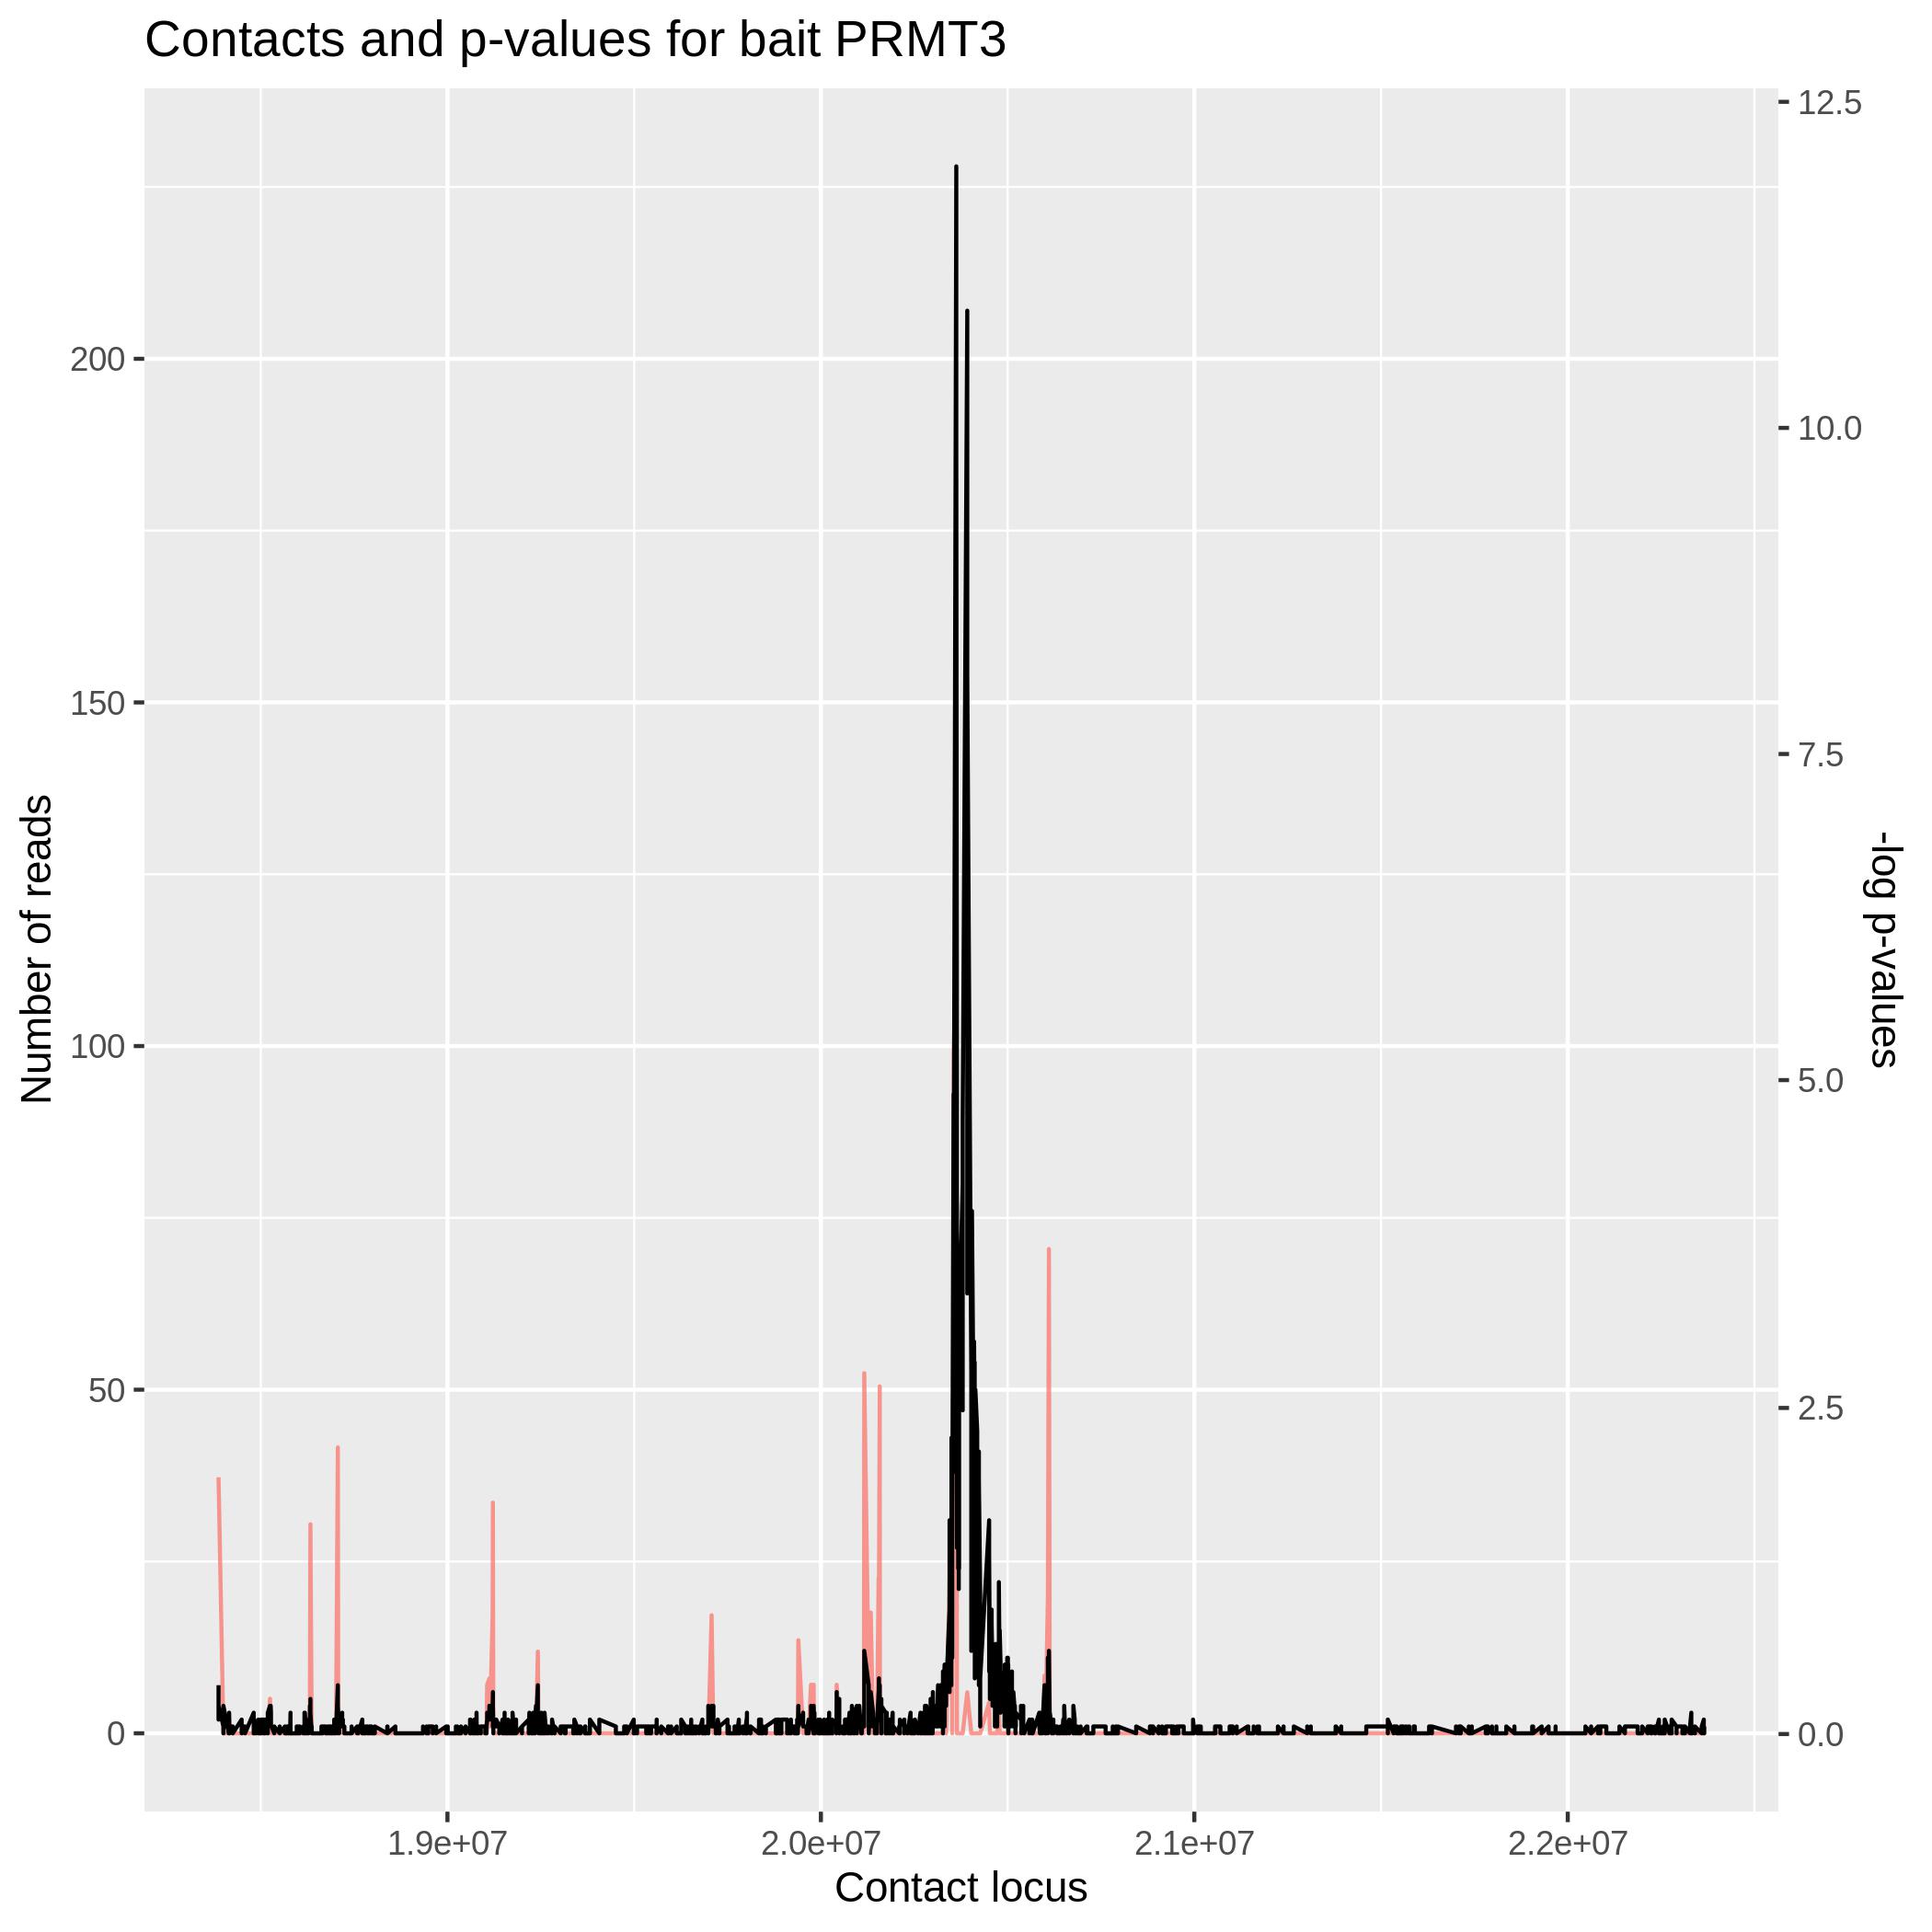 Contacts and p-values for bait PRMT3
12.5
200
10.0
150
7.5
Number of reads
-log p-values
100
5.0
50
2.5
0
0.0
1.9e+07
2.0e+07
2.1e+07
2.2e+07
Contact locus